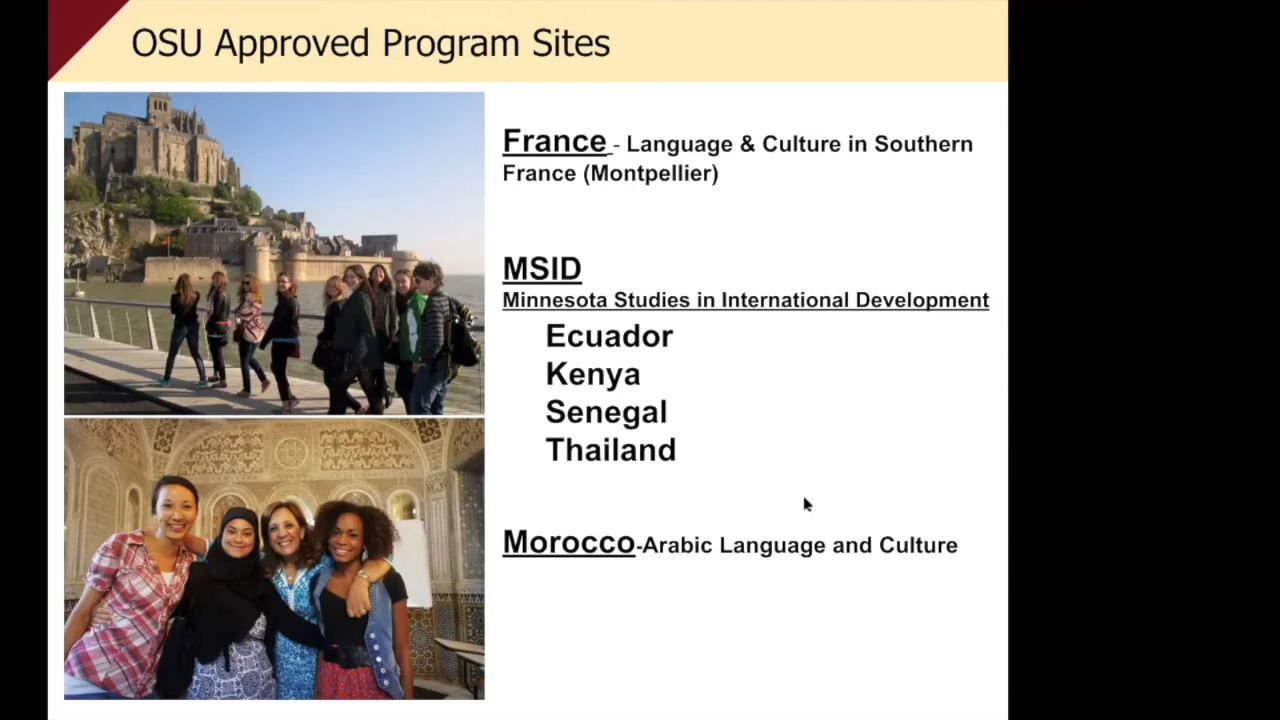 OSU Approved Program Sites
France - Language & Culture in Southern
France (Montpellier)
MSID
Minnesota Studies in International Development
Ecuador
Kenya
Senegal
Thailand
Morocco-Arabic Language and Culture